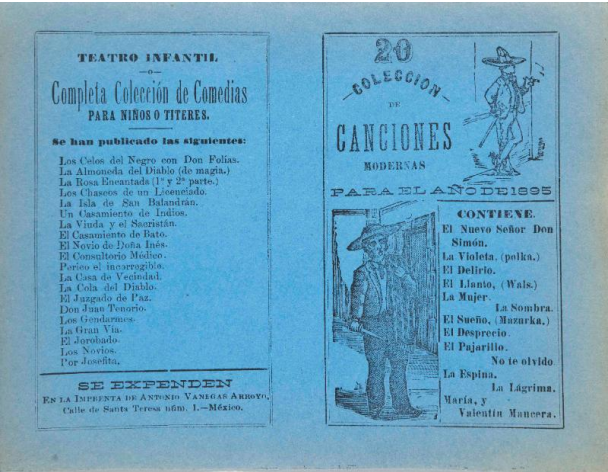 TEATRO INFANTIL
Completa Colección de Comedias
PARA NIÑOS O TITERES.
Se han publicado las siguientes:
Los Celos del Negro con Don Folías.
La Almoneda del Diablo (de magia.)
La Rosa Encantada (1ª y 2ª parte.)
Los Chascos de un Licenciado.
La Isla de San Balandrán.
Un Casamiento de Indios.
La Viuda y el Sacristán.
El Casamiento de Bato.
El Novio de Doña Inés.
El Consultorio Médico.
Perico el incorregible.
La Casa de Vecindad.
La Cola del Diablo.
El Juzgado de Paz.
Don Juan Tenorio.
Los Gendarmes.
La Gran Vía.
El Jorobado.
Los Novios.
Por Josefita.
SE EXPENDEN
EN LA IMPRENTA DE ANTONIO VANEGAS ARROYO,
Calle de Santa Teresa núm. 1.—México.
20
COLECCION
DE
CANCIONES
MODERNAS
PARA EL AÑO DE 1895
CONTIENE.
El Nuevo Señor Don
Simón.
La Violeta, (polka.)
El Delirio.
El Llanto, (Wals.)
La Mujer.
La Sombra.
El Sueño, (Mazurka,)
El Desprecio.
El Pajarillo.
No te olvido
La Espina.
La Lágrima.
María, y
Valentín Mancera.